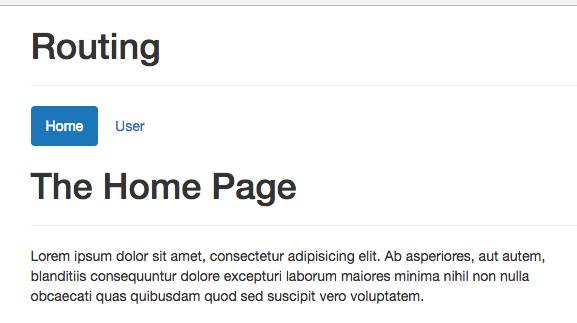 Routing
Home User
The Home Page
Lorem ipsum dolor sit amet, consectetur adipisicing elit. Ab asperiores, aut autem,
blanditiis consequuntur dolore excepturi laborum maiores minima nihil non nulla
obcaecati quas quibusdam quod sed suscipit vero voluptatem.